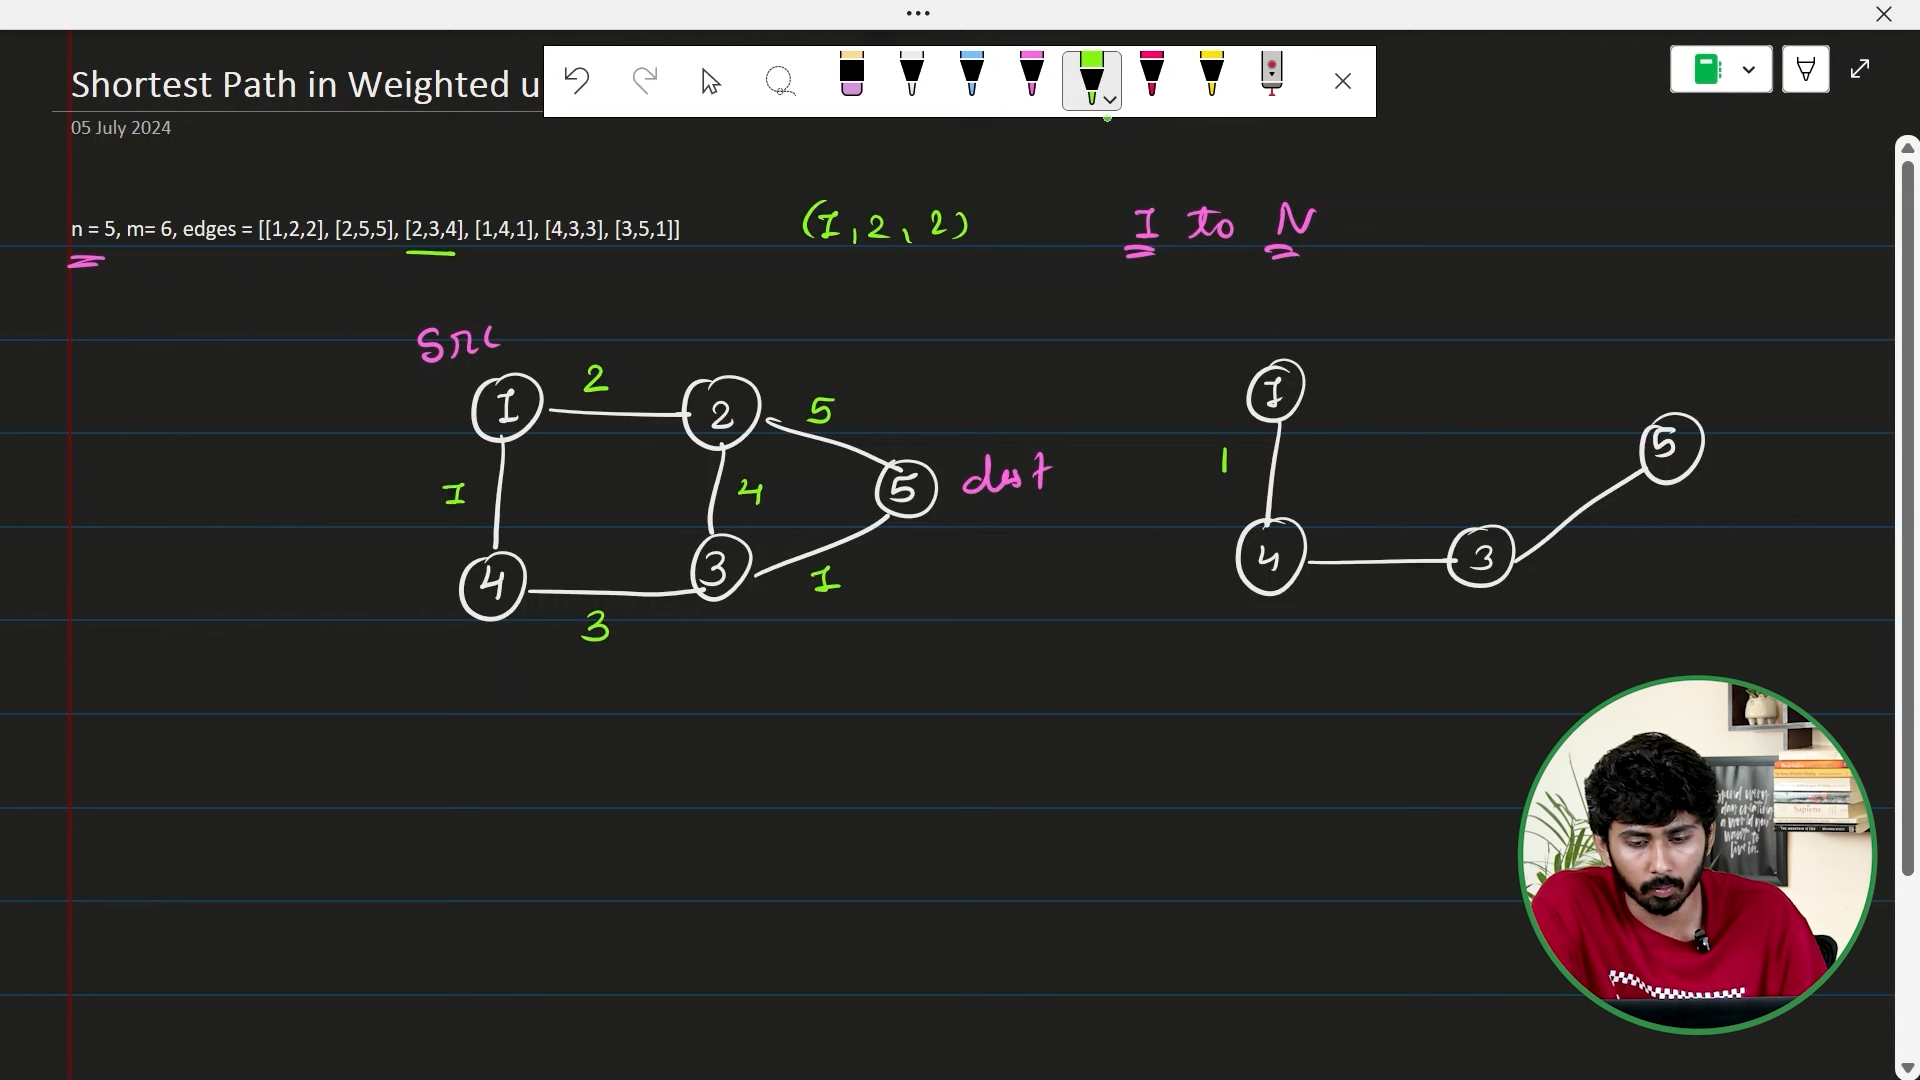 Shortest Path in Weighted u
05 July 2024
n = 5, m= 6, edges = [[1,2,2], [2,5,5], [2,3,4], [1,4,1], [4,3,3], [3,5,1]]
(1,2,2)
1 to N
src
1
2
2
5
5
dest
1
4
4
3
3
1
1
1
4
3
5
Sapiens